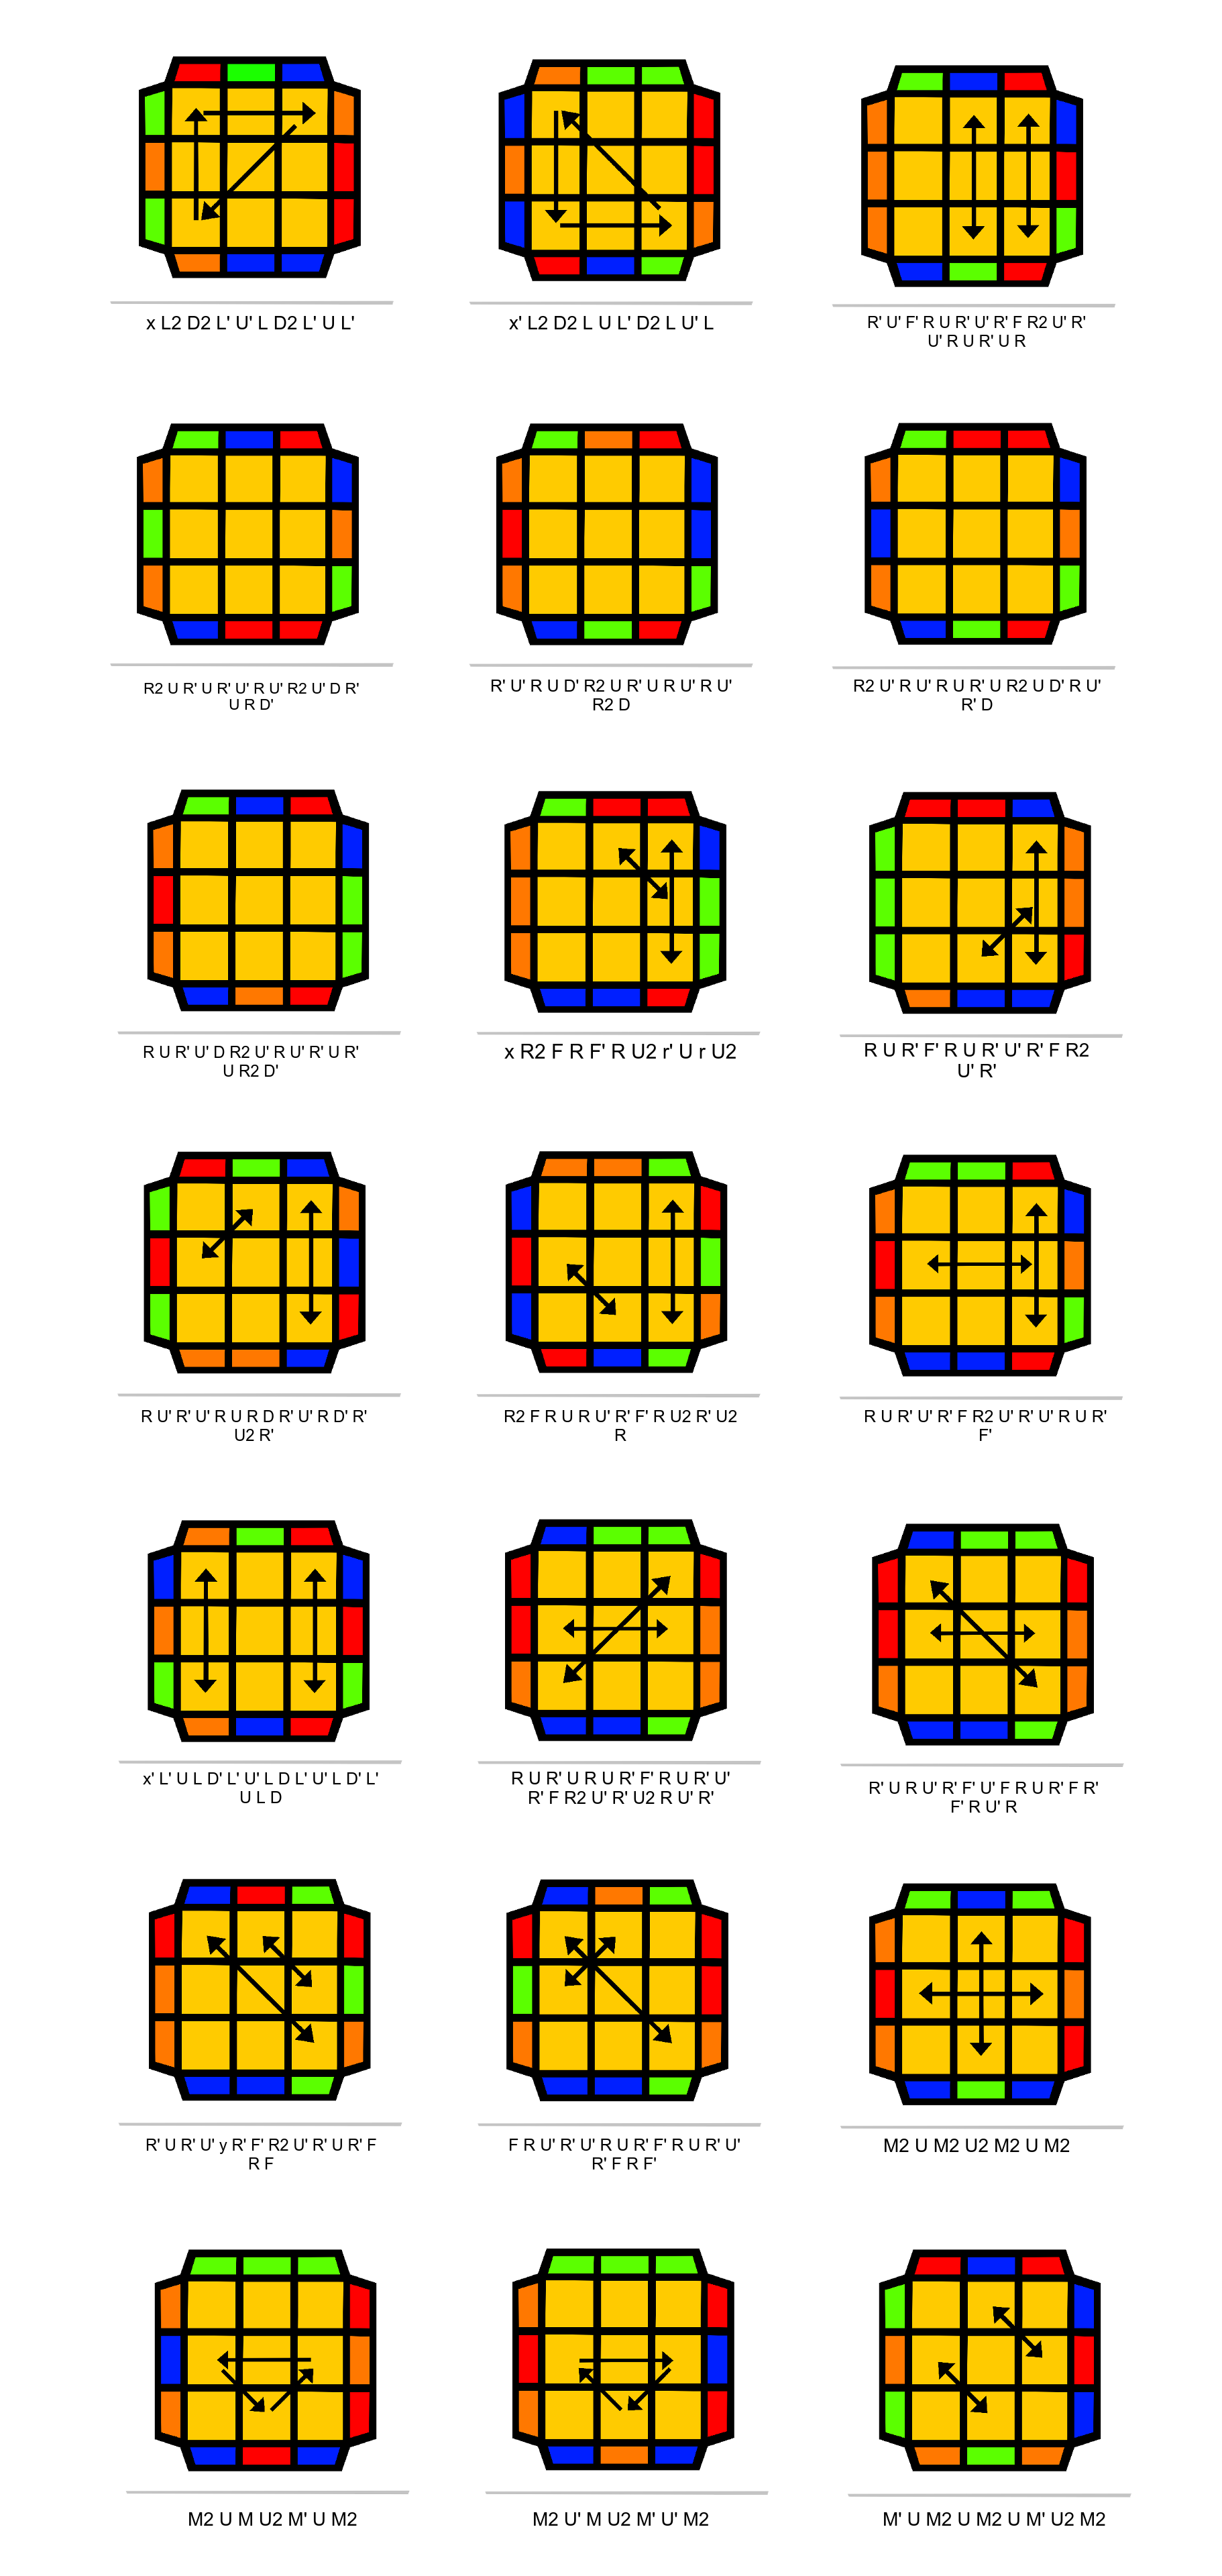 x L2 D2 L' U' L D2 L' U L'
x' L2 D2 L U L' D2 L U' L
R' U' F' R U R' U' R' F R2 U' R'
U' R U R' U R
R2 U R' U R' U' R U' R2 U' D R'
U R D'
R' U' R U D' R2 U R' U R U' R U'
R2 D
R2 U' R U' R U R' U R2 U D' R U'
R' D
R U R' U' D R2 U' R U' R' U R'
U R2 D'
x R2 F R F' R U2 r' U r U2
R U R' F' R U R' U' R' F R2
U' R'
R U' R' U' R U R D R' U' R D' R'
U2 R'
R2 F R U R U' R' F' R U2 R' U2
R
R U R' U' R' F R2 U' R' U' R U R'
F'
x' L' U L D' L' U' L D L' U' L D' L'
U L D
R U R' U R U R' F' R U R' U'
R' F R2 U' R' U2 R U' R'
R' U R U' R' F' U' F R U R' F R'
F' R U' R
R' U R' U' y R' F' R2 U' R' U R' F
R F
F R U' R' U' R U R' F' R U R' U'
R' F R F'
M2 U M2 U2 M2 U M2
M2 U M U2 M' U M2
M2 U' M U2 M' U' M2
M' U M2 U M2 U M' U2 M2